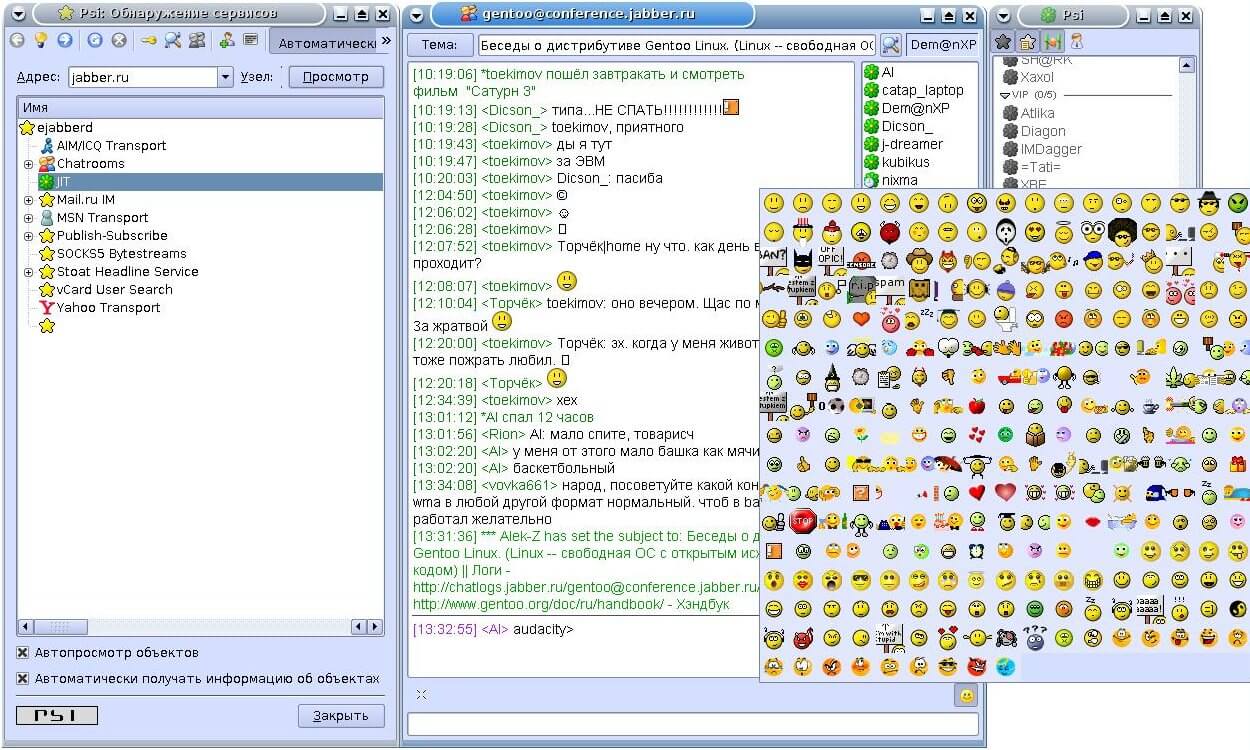 Psi: Обнаружение сервисов
Автоматически
»
Адрес:
jabber.ru
Узел:
Просмотр
Имя
ejabberd
AIM/ICQ Transport
Chatrooms
JIT
Mail.ru IM
MSN Transport
Publish-Subscribe
SOCKS5 Bytestreams
Stoat Headline Service
vCard User Search
Yahoo Transport
Автопросмотр объектов
Автоматически получать информацию об объектах
PSI
Закрыть
gentoo@conference.jabber.ru
Тема:
Беседы о дистрибутиве Gentoo Linux. (Linux -- свободная ОС
Dem@nXP
[10:19:06] *toekimov пошёл завтракать и смотреть
фильм "Сатурн 3"
[10:19:13] <Dicson_> типа...НЕ СПАТЬ!!!!!!!!!!!!
[10:19:28] <Dicson_> toekimov, приятного
[10:19:43] <toekimov> ды я тут
[10:19:47] <toekimov> за ЭВМ
[10:20:03] <toekimov> Dicson_: пасиба
[12:04:50] <toekimov> ©
[12:06:02] <toekimov> ☺
[12:06:28] <toekimov> 
[12:07:52] <toekimov> Торчёк|home ну что. как день в
проходит?
[12:08:07] <toekimov>
[12:10:04] <Торчёк> toekimov: оно вечером. Щас по м
За жратвой
[12:20:00] <toekimov> Торчёк: эх. когда у меня живот
тоже пожрать любил.
[12:20:18] <Торчёк>
[12:34:39] <toekimov> хех
[13:01:12] *Al спал 12 часов
[13:01:56] <Rion> Al: мало спите, товарисч
[13:02:20] <Al> у меня от этого мало башка как мячи
[13:02:20] <Al> баскетбольный
[13:34:08] <vovka661> народ, посоветуйте какой кон
wma в любой другой формат нормальный. чтоб в ba
работал желательно
[13:31:36] *** Alek-Z has set the subject to: Беседы о д
Gentoo Linux. (Linux -- свободная ОС с открытым исх
кодом) || Логи -
http://chatlogs.jabber.ru/gentoo@conference.jabber.ru/
http://www.gentoo.org/doc/ru/handbook/ - Хэндбук
[13:32:55] <Al> audacity>
Al
catap_laptop
Dem@nXP
Dicson_
j-dreamer
kubikus
nixma
Psi
SH@RK
Xaxol
VIP (0/5)
Atlika
Diagon
IMDagger
=Tati=
XBF
BAN?
OFF
OPIC!
r.i.p
spam
STOP
I'm with
stupid